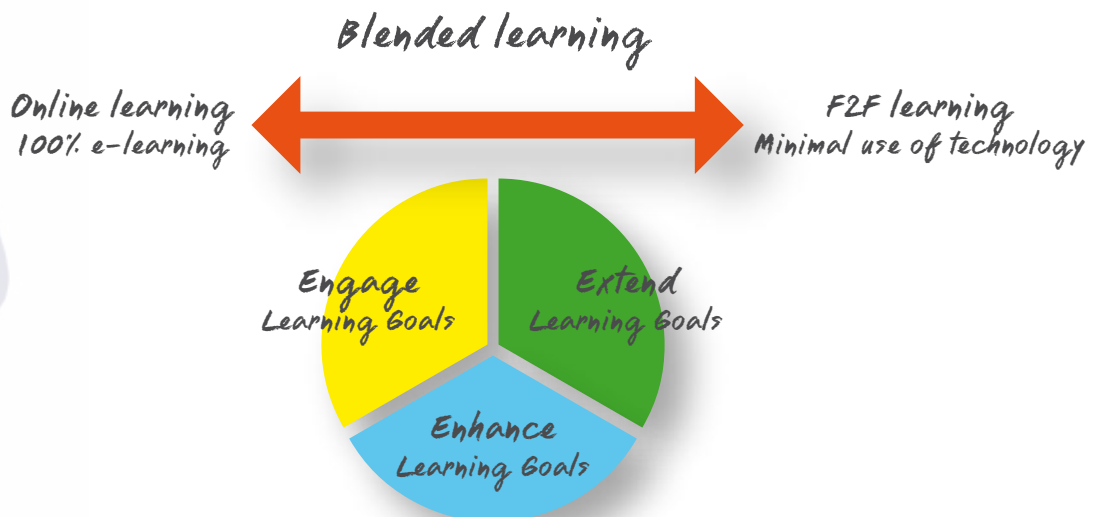 Blended learning
Online learning
100% e-learning
F2F learning
Minimal use of technology
Engage
Learning Goals
Extend
Learning Goals
Enhance
Learning Goals